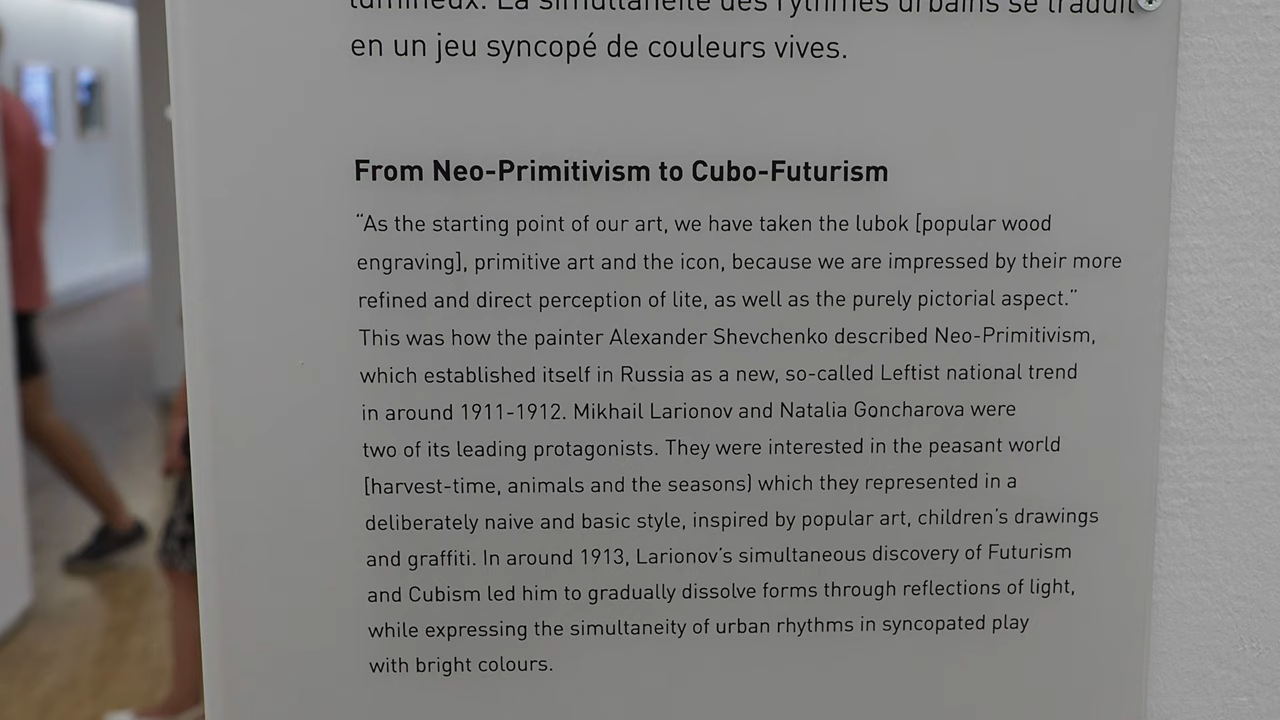 lumineux. La simultanéité des rythmes urbains se traduit
en un jeu syncopé de couleurs vives.
From Neo-Primitivism to Cubo-Futurism
“As the starting point of our art, we have taken the lubok [popular wood
engraving], primitive art and the icon, because we are impressed by their more
refined and direct perception of lite, as well as the purely pictorial aspect.”
This was how the painter Alexander Shevchenko described Neo-Primitivism,
which established itself in Russia as a new, so-called Leftist national trend
in around 1911-1912. Mikhail Larionov and Natalia Goncharova were
two of its leading protagonists. They were interested in the peasant world
[harvest-time, animals and the seasons) which they represented in a
deliberately naive and basic style, inspired by popular art, children’s drawings
and graffiti. In around 1913, Larionov’s simultaneous discovery of Futurism
and Cubism led him to gradually dissolve forms through reflections of light,
while expressing the simultaneity of urban rhythms in syncopated play
with bright colours.